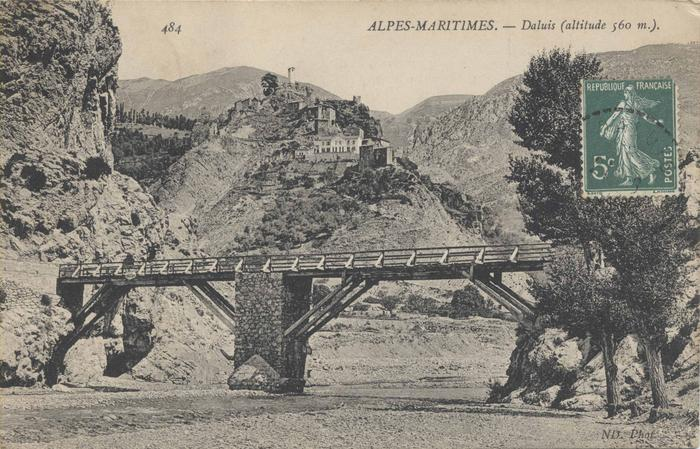 484
ALPES-MARITIMES. — Daluis (altitude 560 m.).
REPUBLIQUE FRANÇAISE
5c
POSTES
ND. Phot.